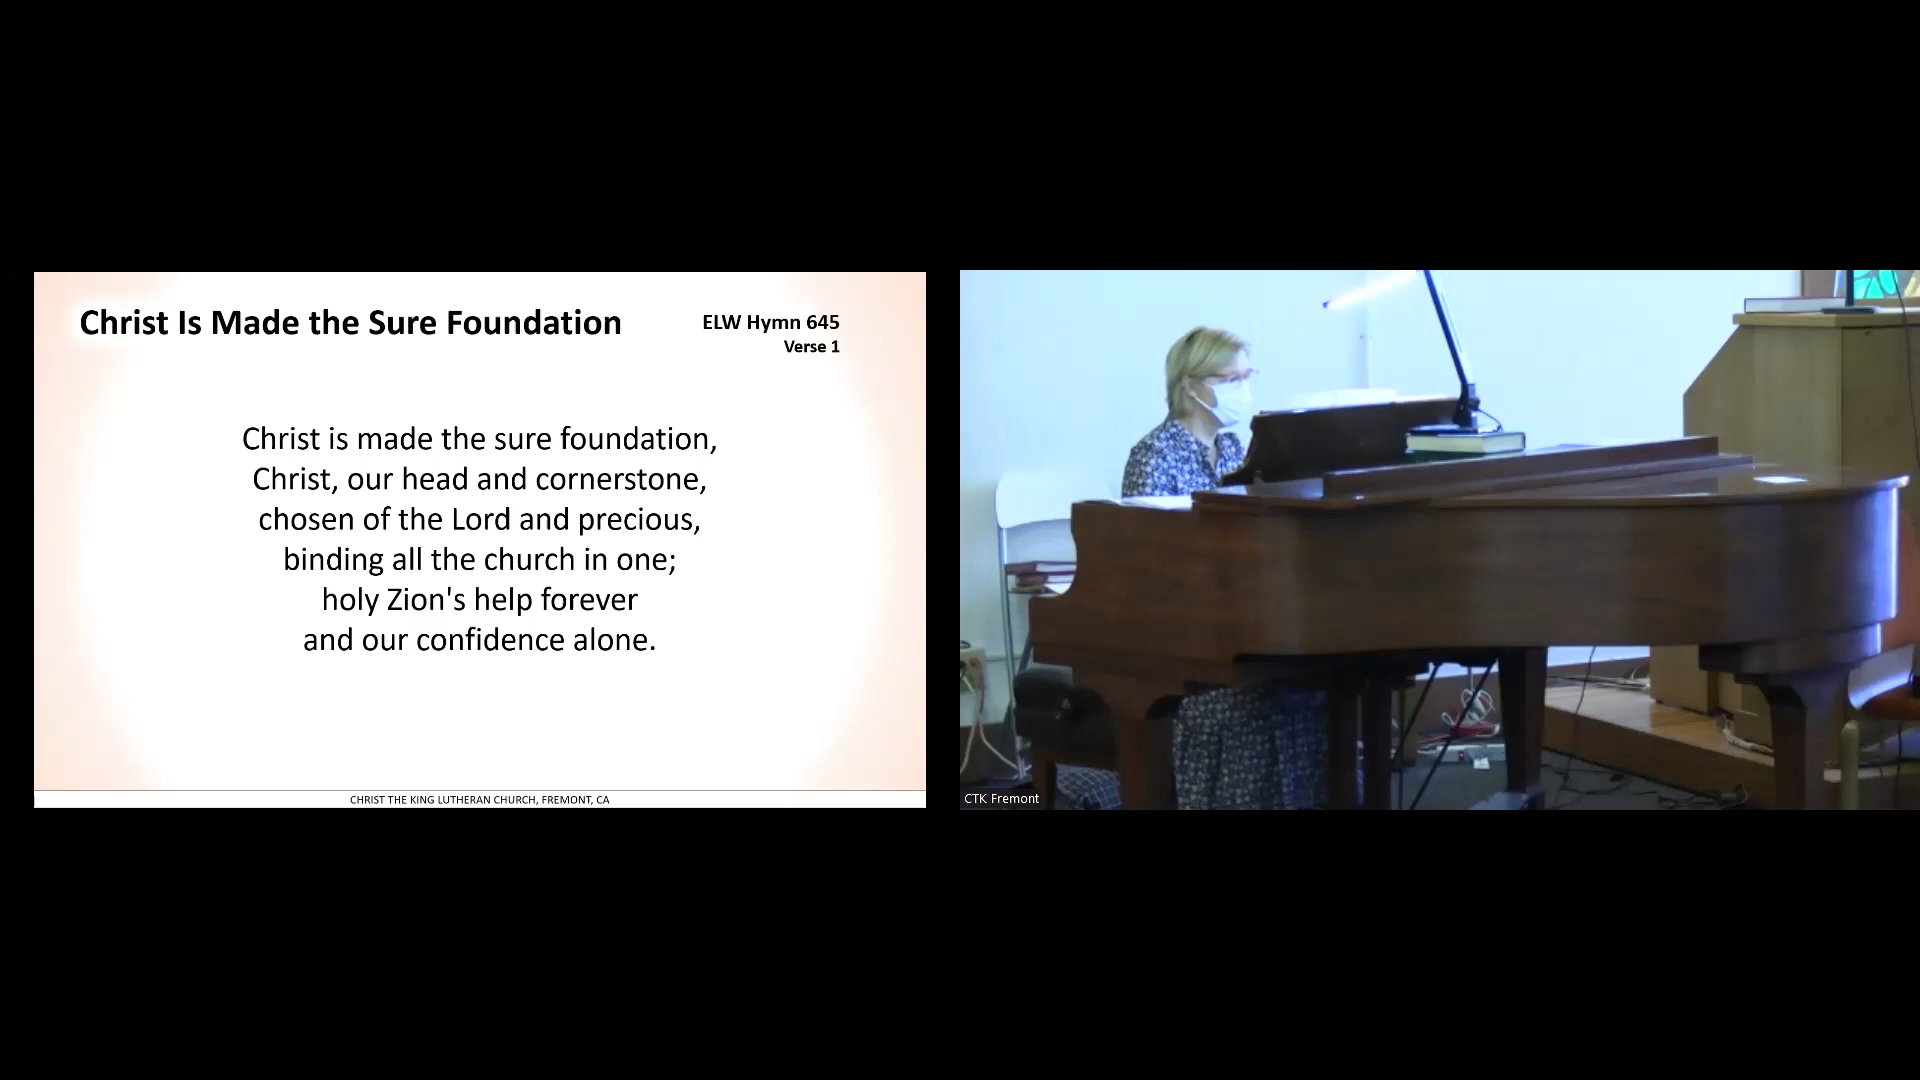 Christ Is Made the Sure Foundation
ELW Hymn 645
Verse 1
Christ is made the sure foundation,
Christ, our head and cornerstone,
chosen of the Lord and precious,
binding all the church in one;
holy Zion's help forever
and our confidence alone.
CHRIST THE KING LUTHERAN CHURCH, FREMONT, CA
CTK Fremont